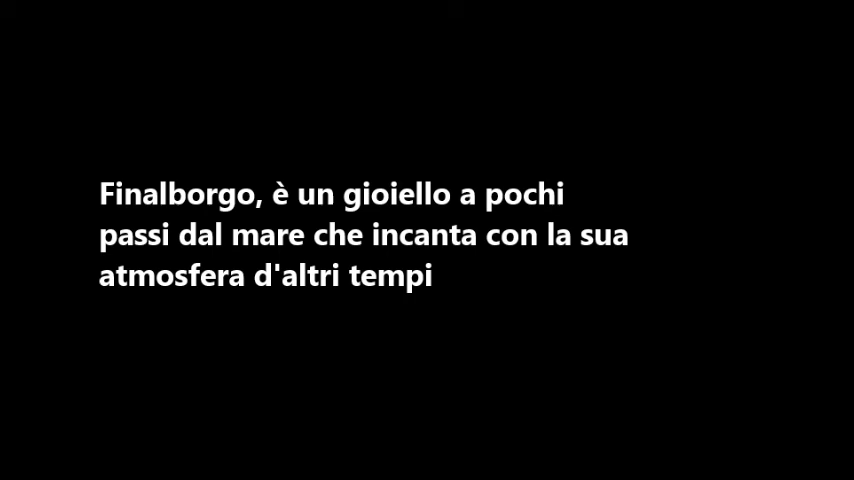 Finalborgo, è un gioiello a pochi
passi dal mare che incanta con la sua
atmosfera d'altri tempi